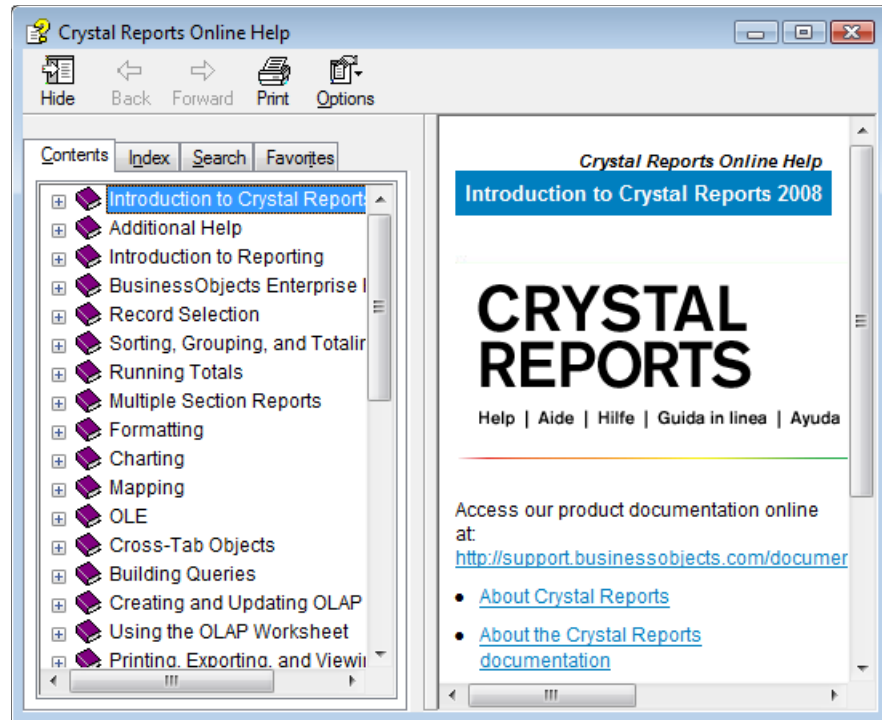 Crystal Reports Online Help
Hide Back Forward Print Options
Contents Index Search Favorites
Introduction to Crystal Report
Additional Help
Introduction to Reporting
BusinessObjects Enterprise I
Record Selection
Sorting, Grouping, and Totalin
Running Totals
Multiple Section Reports
Formatting
Charting
Mapping
OLE
Cross-Tab Objects
Building Queries
Creating and Updating OLAP
Using the OLAP Worksheet
Printing, Exporting, and Viewi
Crystal Reports Online Help
Introduction to Crystal Reports 2008
CRYSTAL
REPORTS
Help | Aide | Hilfe | Guida in linea | Ayuda
Access our product documentation online
at:
http://support.businessobjects.com/documen
• About Crystal Reports
• About the Crystal Reports
documentation